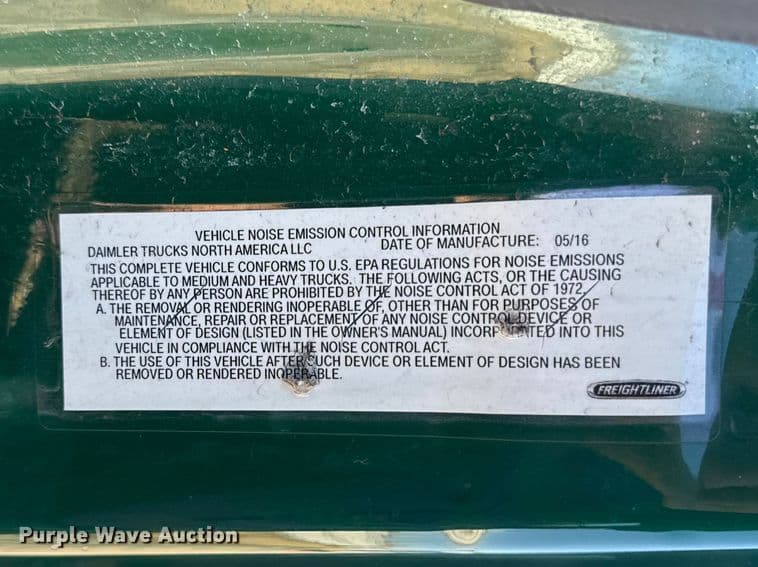 VEHICLE NOISE EMISSION CONTROL INFORMATION
DAIMLER TRUCKS NORTH AMERICA LLC DATE OF MANUFACTURE: 05/16
THIS COMPLETE VEHICLE CONFORMS TO U.S. EPA REGULATIONS FOR NOISE EMISSIONS
APPLICABLE TO MEDIUM AND HEAVY TRUCKS. THE FOLLOWING ACTS, OR THE CAUSING
THEREOF BY ANY PERSON ARE PROHIBITED BY THE NOISE CONTROL ACT OF 1972.
A. THE REMOVAL OR RENDERING INOPERABLE OF, OTHER THAN FOR PURPOSES OF
MAINTENANCE, REPAIR OR REPLACEMENT OF ANY NOISE CONTROL DEVICE OR
ELEMENT OF DESIGN (LISTED IN THE OWNER'S MANUAL) INCORPORATED INTO THIS
VEHICLE IN COMPLIANCE WITH THE NOISE CONTROL ACT.
B. THE USE OF THIS VEHICLE AFTER SUCH DEVICE OR ELEMENT OF DESIGN HAS BEEN
REMOVED OR RENDERED INOPERABLE.
FREIGHTLINER
Purple Wave Auction